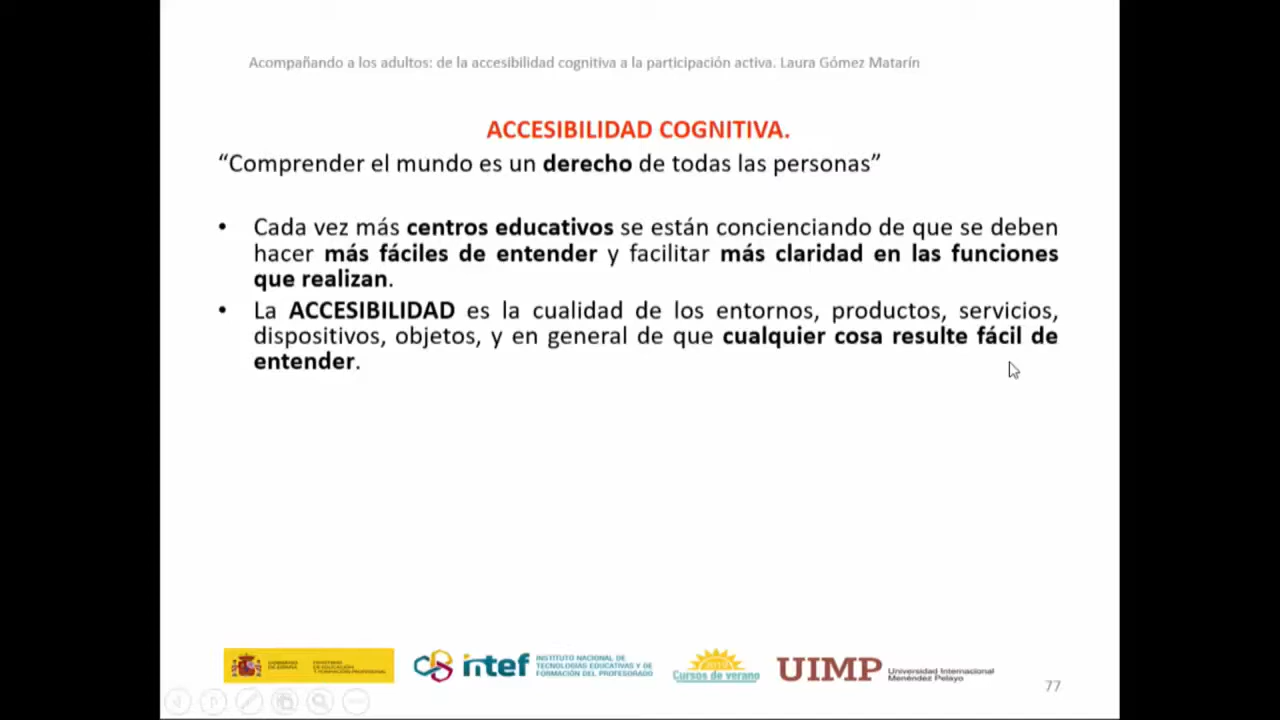 Acompañando a los adultos: de la accesibilidad cognitiva a la participación activa. Laura Gómez Matarín
ACCESIBILIDAD COGNITIVA.
“Comprender el mundo es un derecho de todas las personas”
• Cada vez más centros educativos se están concienciando de que se deben
hacer más fáciles de entender y facilitar más claridad en las funciones
que realizan.
• La ACCESIBILIDAD es la cualidad de los entornos, productos, servicios,
dispositivos, objetos, y en general de que cualquier cosa resulte fácil de
entender.
GOBIERNO
DE ESPAÑA
MINISTERIO
DE EDUCACIÓN
Y FORMACIÓN PROFESIONAL
intef
INSTITUTO NACIONAL DE
TECNOLOGÍAS EDUCATIVAS Y DE
FORMACIÓN DEL PROFESORADO
Cursos de verano
UIMP
Universidad Internacional
Menéndez Pelayo
77